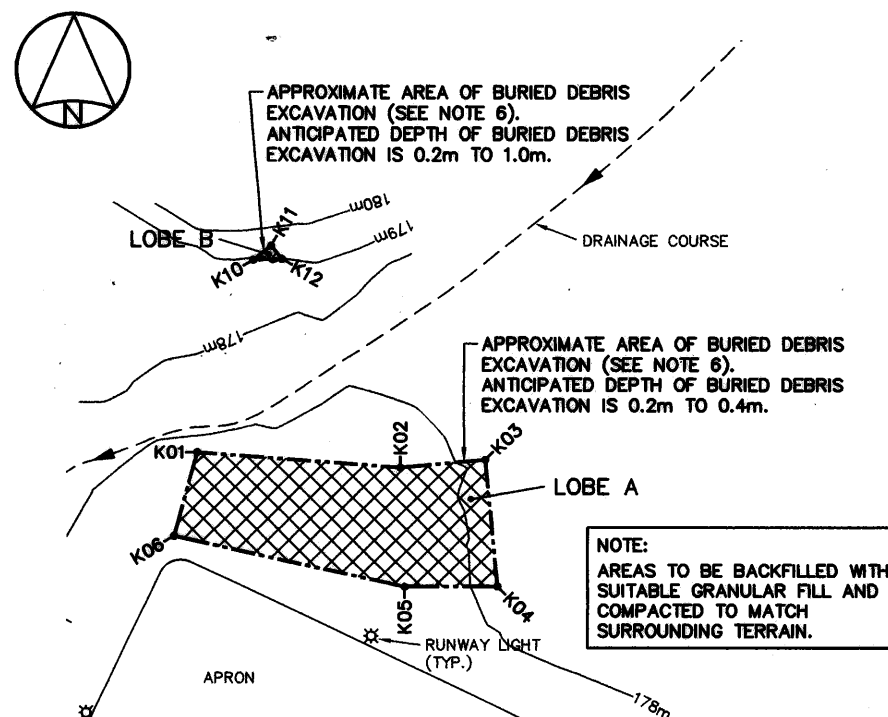 N
APPROXIMATE AREA OF BURIED DEBRIS
EXCAVATION (SEE NOTE 6).
ANTICIPATED DEPTH OF BURIED DEBRIS
EXCAVATION IS 0.2m TO 1.0m.
180m
K11
LOBE B
179m
DRAINAGE COURSE
K10
K12
178m
APPROXIMATE AREA OF BURIED DEBRIS
EXCAVATION (SEE NOTE 6).
ANTICIPATED DEPTH OF BURIED DEBRIS
EXCAVATION IS 0.2m TO 0.4m.
K01
K02
K03
LOBE A
K06
NOTE:
AREAS TO BE BACKFILLED WITH
SUITABLE GRANULAR FILL AND
COMPACTED TO MATCH
SURROUNDING TERRAIN.
K05
K04
RUNWAY LIGHT
(TYP.)
APRON
178m